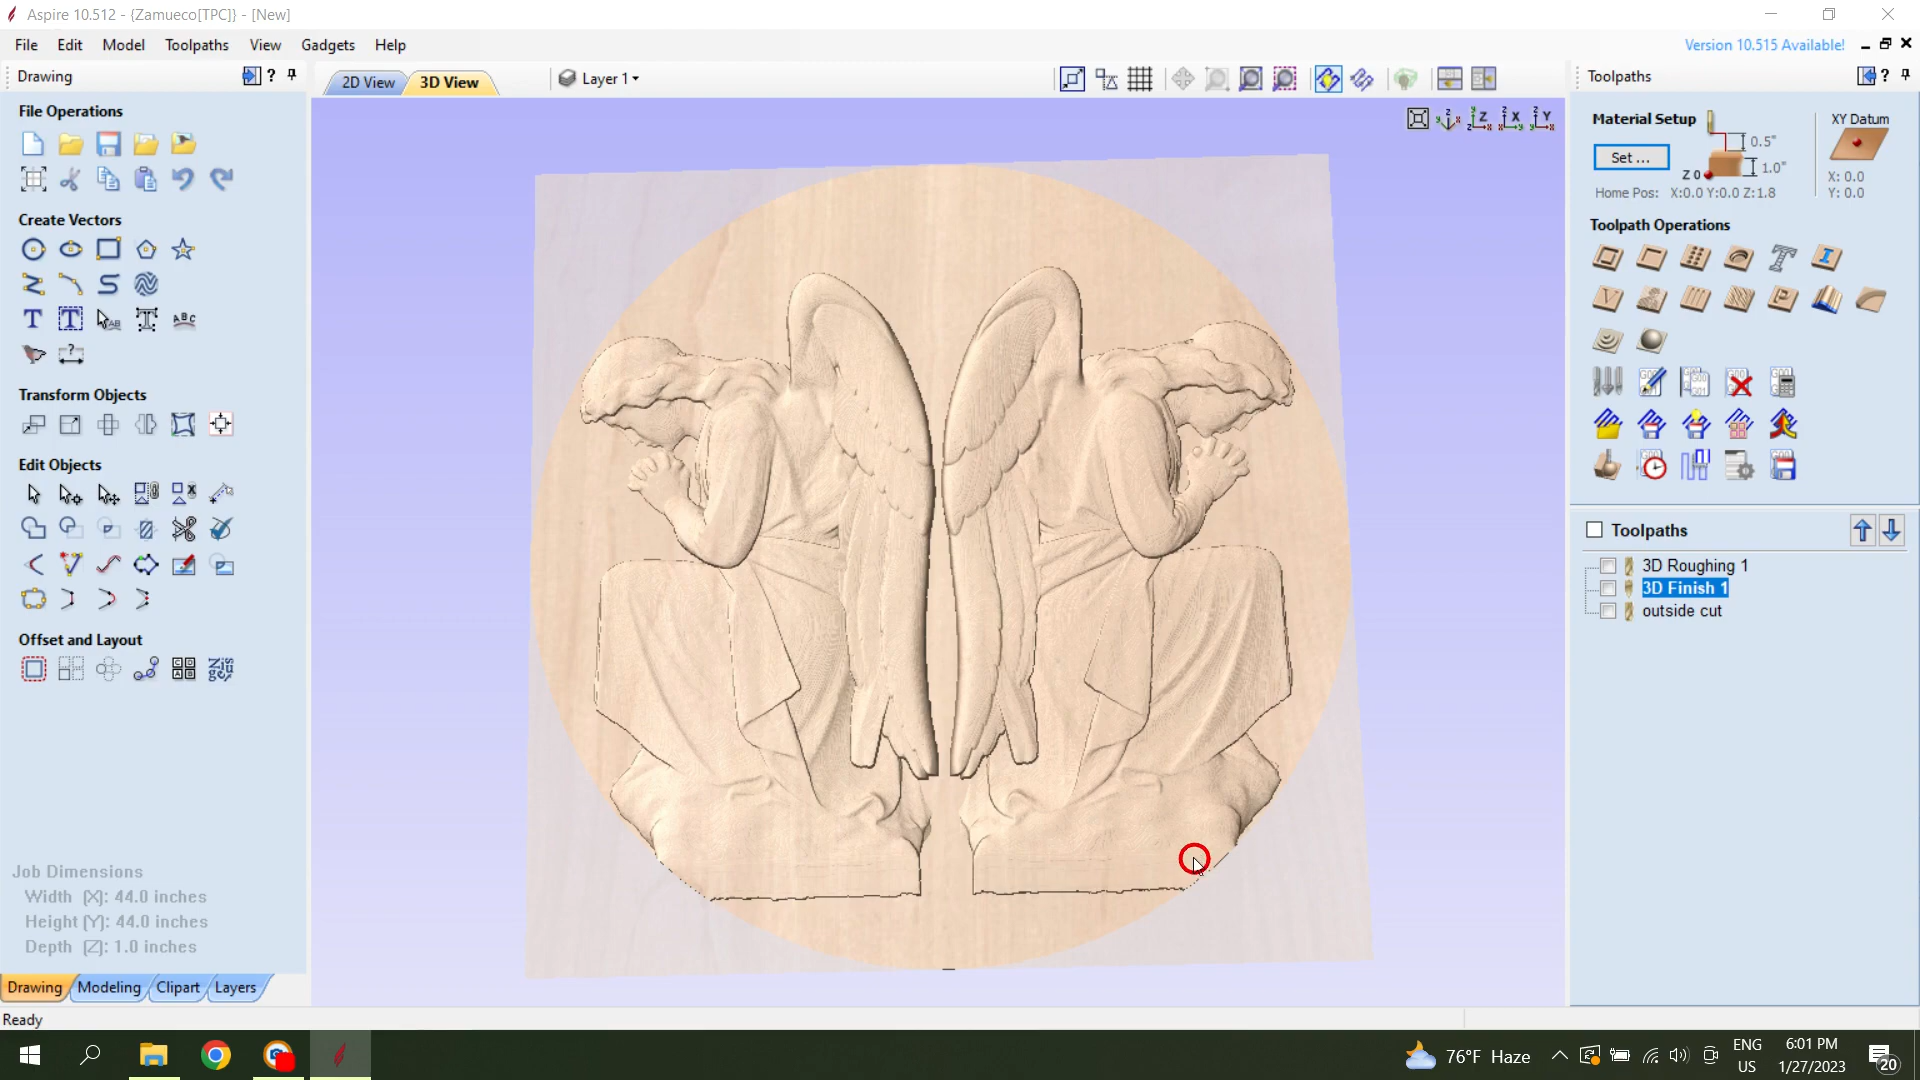 Aspire 10.512 - {Zamueco[TPC]} - [New]
File Edit Model Toolpaths View Gadgets Help
Version 10.515 Available!
Drawing
2D View
3D View
Layer 1
Toolpaths
File Operations
Create Vectors
Transform Objects
Edit Objects
Offset and Layout
Job Dimensions
Width (X): 44.0 inches
Height (Y): 44.0 inches
Depth (Z): 1.0 inches
Drawing Modeling Clipart Layers
Ready
Material Setup
Set ...
0.5"
1.0"
Z 0
Home Pos: X:0.0 Y:0.0 Z:1.8
XY Datum
X: 0.0
Y: 0.0
Toolpath Operations
Toolpaths
3D Roughing 1
3D Finish 1
outside cut
76°F Haze
ENG
US
6:01 PM
1/27/2023
20